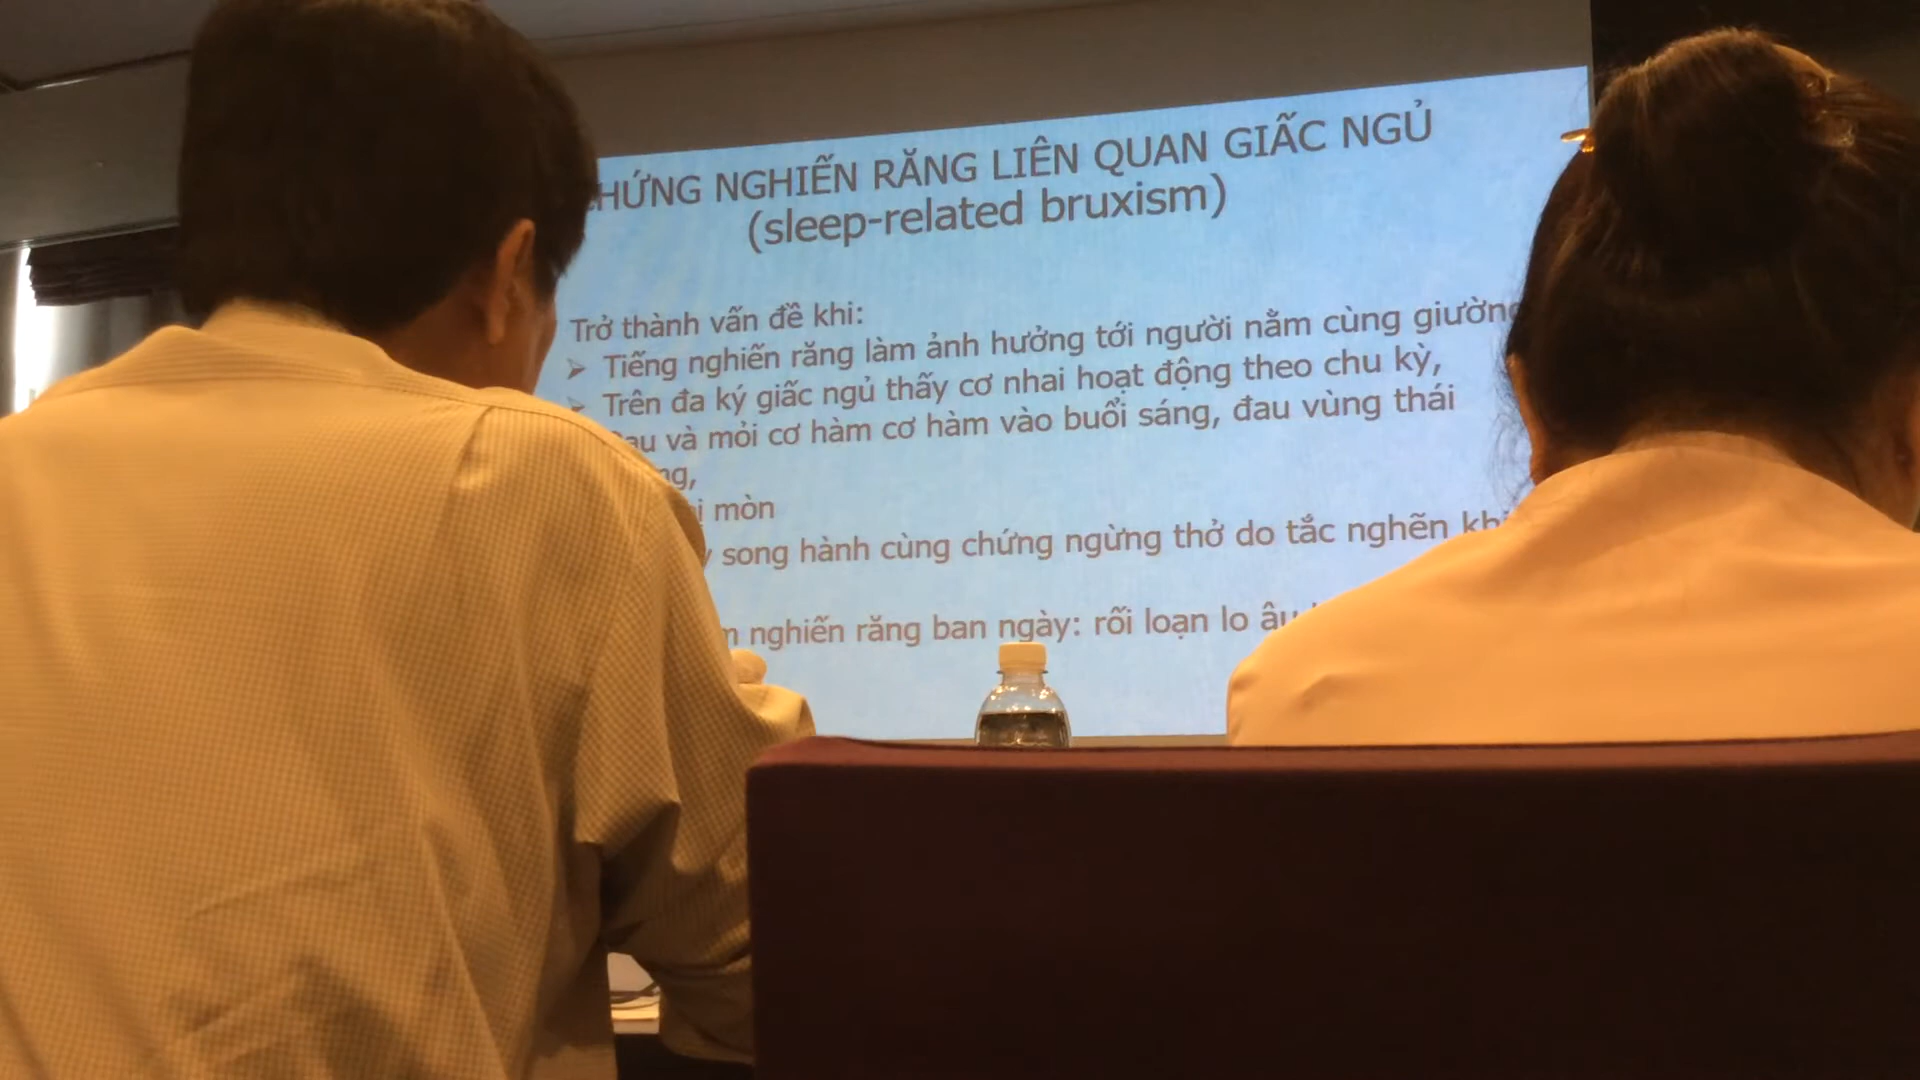 CHỨNG NGHIẾN RĂNG LIÊN QUAN GIẤC NGỦ
(sleep-related bruxism)
Trở thành vấn đề khi:
Tiếng nghiến răng làm ảnh hưởng tới người nằm cùng giường
Trên đa ký giấc ngủ thấy cơ nhai hoạt động theo chu kỳ,
và mỏi cơ hàm cơ hàm vào buổi sáng, đau vùng thái
mòn
song hành cùng chứng ngừng thở do tắc nghẽn
nghiến răng ban ngày: rối loạn lo âu